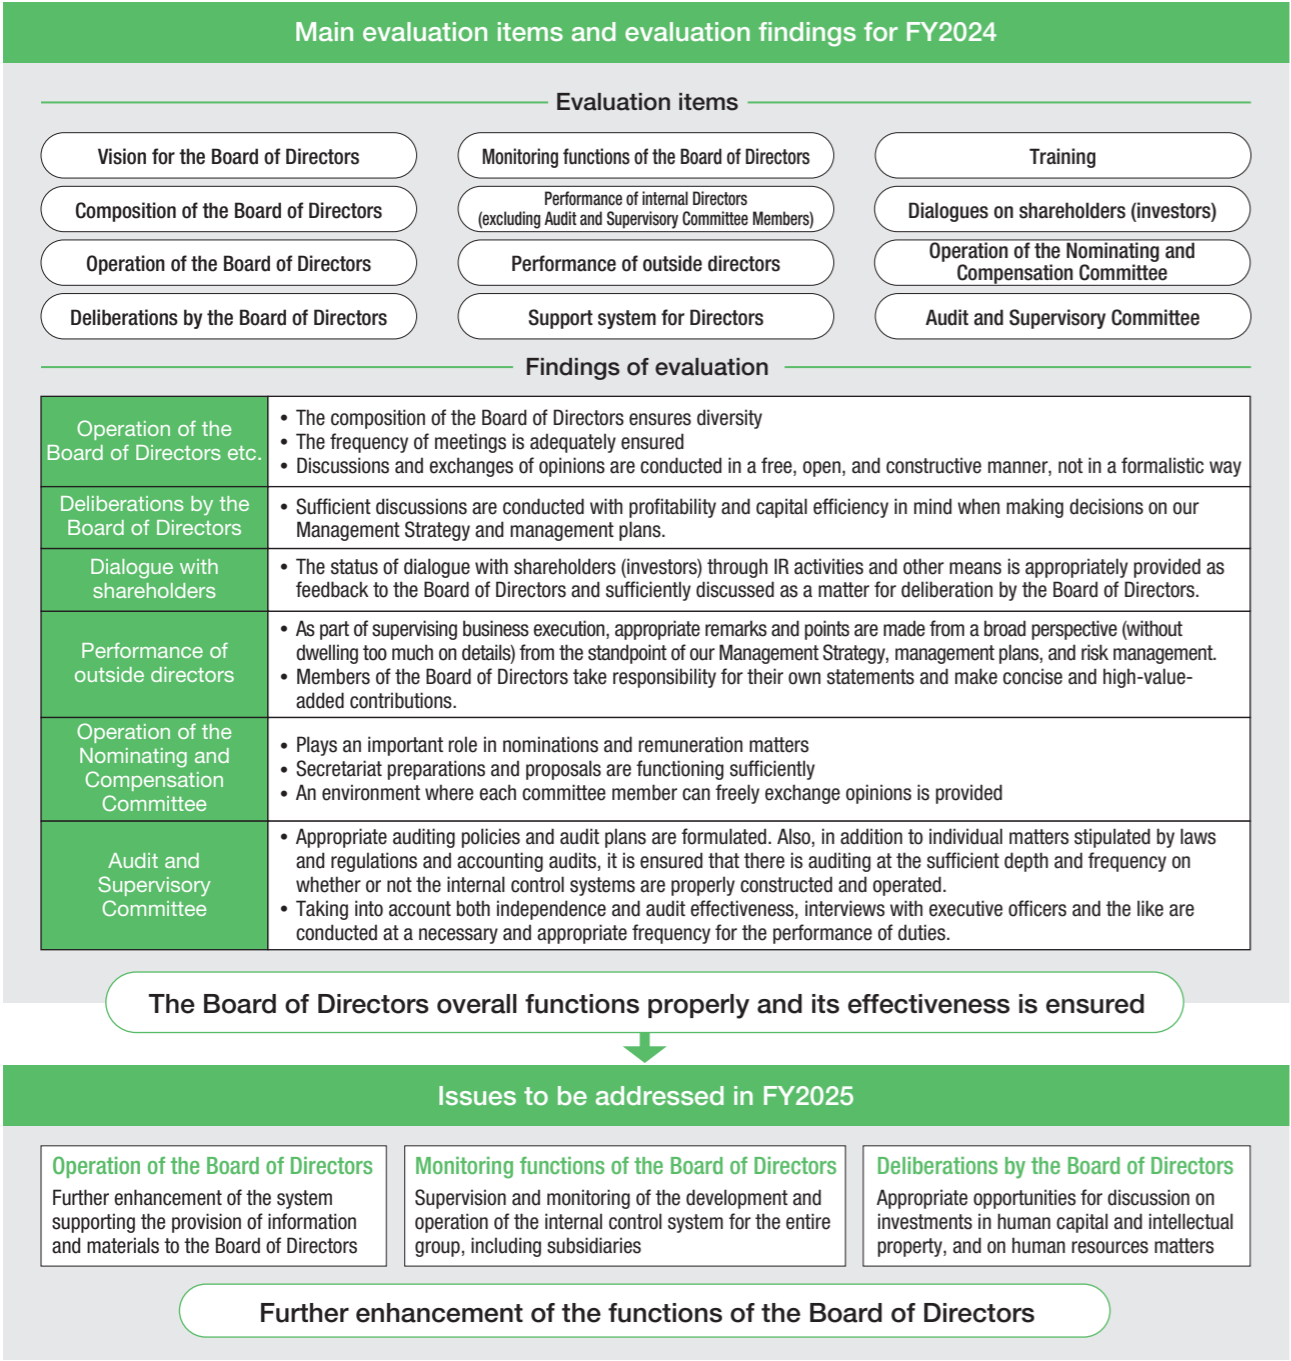 Main evaluation items and evaluation findings for FY2024
Evaluation items
Vision for the Board of Directors
Monitoring functions of the Board of Directors
Training
Composition of the Board of Directors
Performance of internal Directors
(excluding Audit and Supervisory Committee Members)
Dialogues on shareholders (investors)
Operation of the Board of Directors
Performance of outside directors
Operation of the Nominating and
Compensation Committee
Deliberations by the Board of Directors
Support system for Directors
Audit and Supervisory Committee
Findings of evaluation
Operation of the
Board of Directors etc.
• The composition of the Board of Directors ensures diversity
• The frequency of meetings is adequately ensured
• Discussions and exchanges of opinions are conducted in a free, open, and constructive manner, not in a formalistic way
Deliberations by the
Board of Directors
• Sufficient discussions are conducted with profitability and capital efficiency in mind when making decisions on our
Management Strategy and management plans.
Dialogue with
shareholders
• The status of dialogue with shareholders (investors) through IR activities and other means is appropriately provided as
feedback to the Board of Directors and sufficiently discussed as a matter for deliberation by the Board of Directors.
Performance of
outside directors
• As part of supervising business execution, appropriate remarks and points are made from a broad perspective (without
dwelling too much on details) from the standpoint of our Management Strategy, management plans, and risk management.
• Members of the Board of Directors take responsibility for their own statements and make concise and high-value-
added contributions.
Operation of the
Nominating and
Compensation
Committee
• Plays an important role in nominations and remuneration matters
• Secretariat preparations and proposals are functioning sufficiently
• An environment where each committee member can freely exchange opinions is provided
Audit and
Supervisory
Committee
• Appropriate auditing policies and audit plans are formulated. Also, in addition to individual matters stipulated by laws
and regulations and accounting audits, it is ensured that there is auditing at the sufficient depth and frequency on
whether or not the internal control systems are properly constructed and operated.
• Taking into account both independence and audit effectiveness, interviews with executive officers and the like are
conducted at a necessary and appropriate frequency for the performance of duties.
The Board of Directors overall functions properly and its effectiveness is ensured
Issues to be addressed in FY2025
Operation of the Board of Directors
Further enhancement of the system
supporting the provision of information
and materials to the Board of Directors
Monitoring functions of the Board of Directors
Supervision and monitoring of the development and
operation of the internal control system for the entire
group, including subsidiaries
Deliberations by the Board of Directors
Appropriate opportunities for discussion on
investments in human capital and intellectual
property, and on human resources matters
Further enhancement of the functions of the Board of Directors